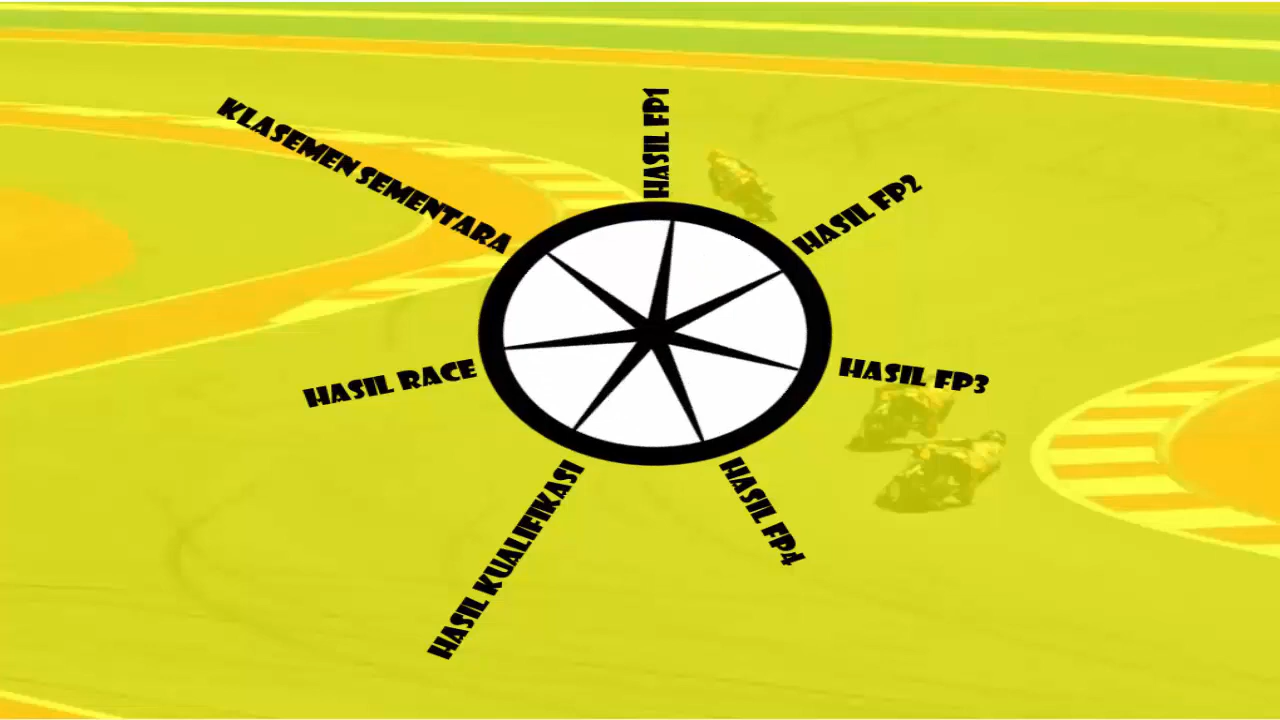 HASIL FP1
HASIL FP2
HASIL FP3
HASIL FP4
HASIL KUALIFIKASI
HASIL RACE
KLASEMEN SEMENTARA